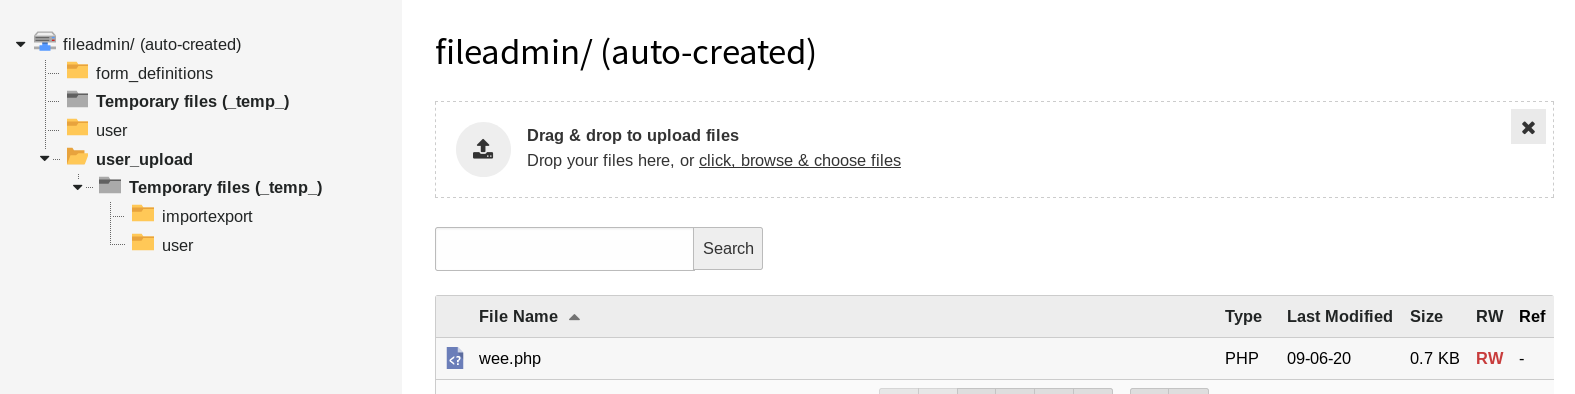 fileadmin/ (auto-created)
form_definitions
Temporary files (_temp_)
user
user_upload
Temporary files (_temp_)
importexport
user
fileadmin/ (auto-created)
Drag & drop to upload files
Drop your files here, or click, browse & choose files
Search
File Name Type Last Modified Size RW Ref
wee.php PHP 09-06-20 0.7 KB RW -